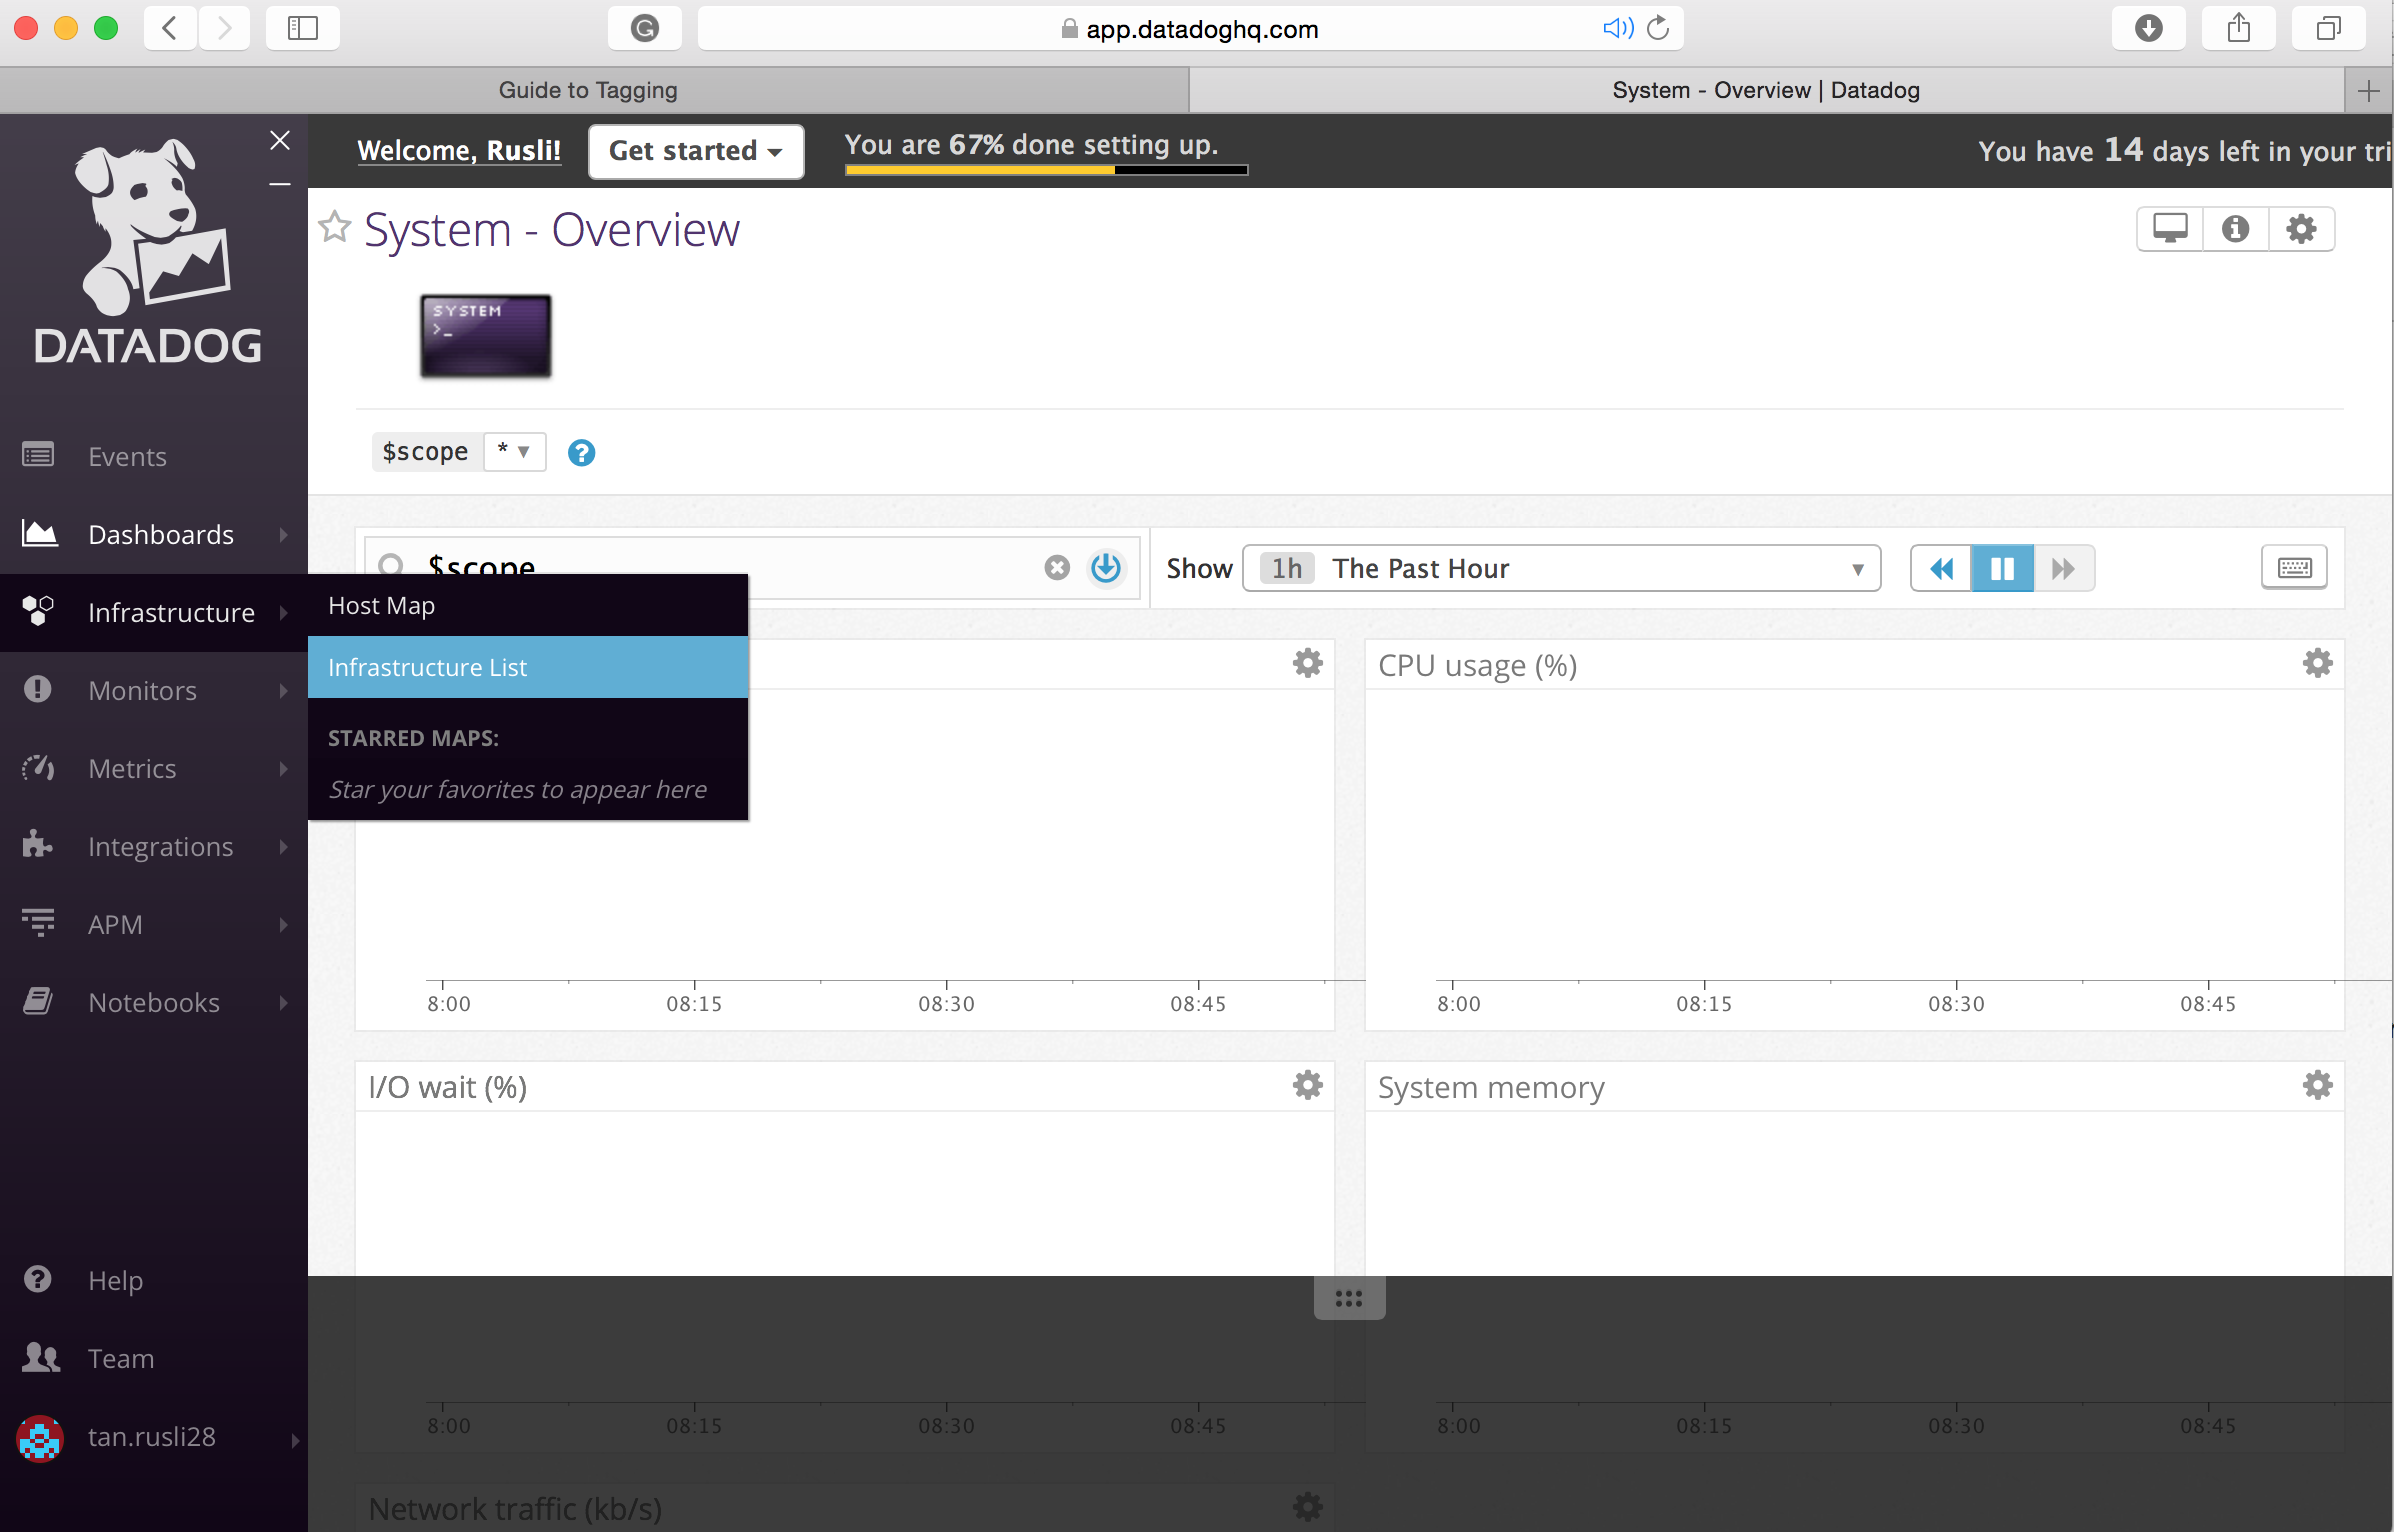 app.datadoghq.com
Guide to Tagging
System - Overview | Datadog
DATADOG
Welcome, Rusli!
Get started
You are 67% done setting up.
You have 14 days left in your tri
System - Overview
SYSTEM
>_
$scope
*
Events
Dashboards
Infrastructure
Monitors
Metrics
Integrations
APM
Notebooks
Help
Team
tan.rusli28
$scope
Show
1h
The Past Hour
Host Map
Infrastructure List
STARRED MAPS:
Star your favorites to appear here
8:00 08:15 08:30 08:45
CPU usage (%)
8:00 08:15 08:30 08:45
I/O wait (%)
8:00 08:15 08:30 08:45
System memory
8:00 08:15 08:30 08:45
Network traffic (kb/s)